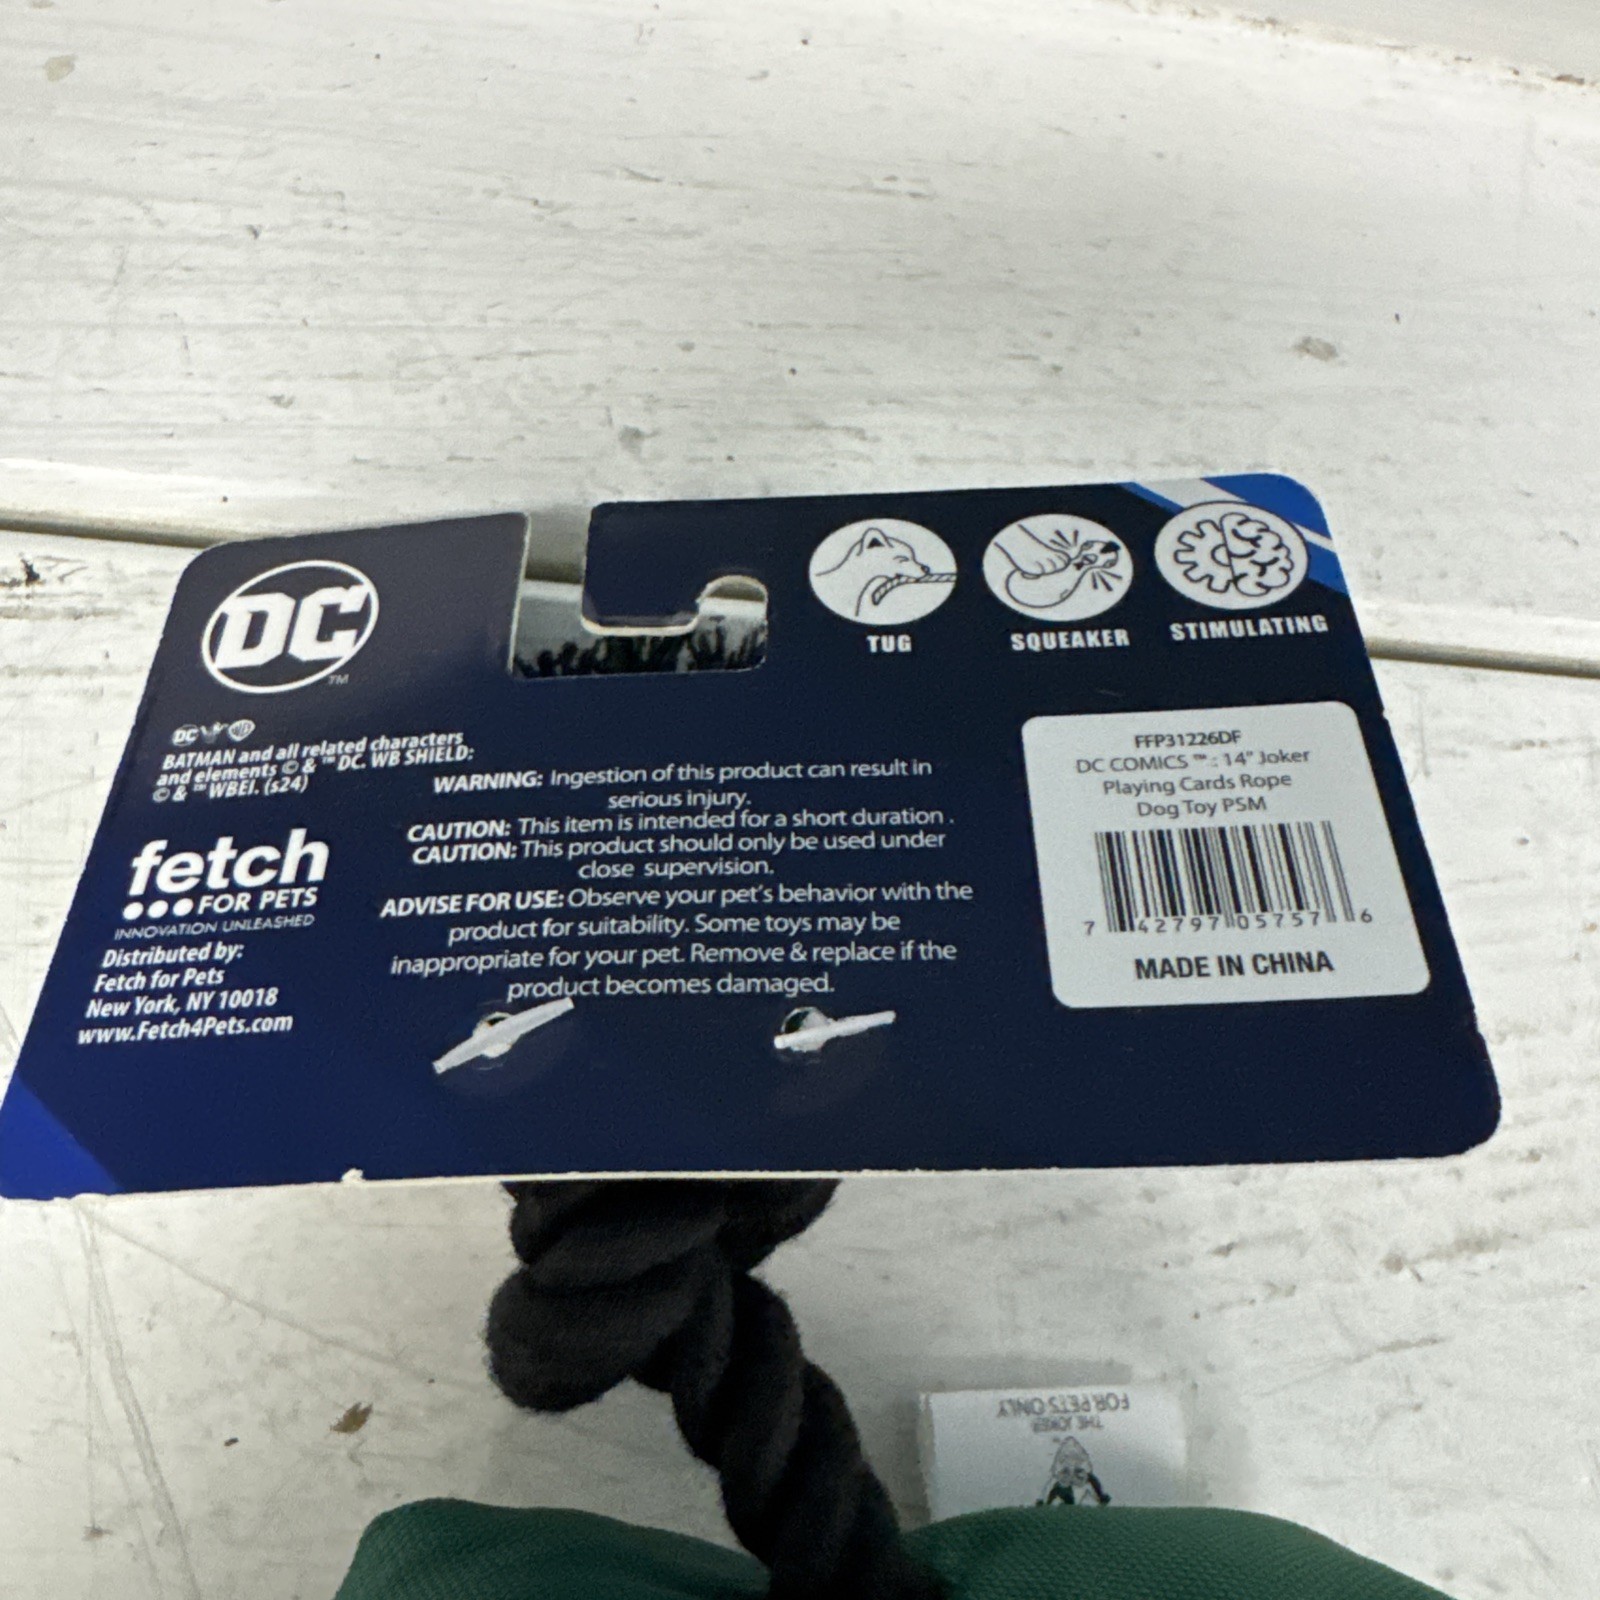 DC
™
TUG
SQUEAKER
STIMULATING
DC
BATMAN and all related characters
and elements © & ™ DC. WB SHIELD:
© & ™ WBEI. (s24)
fetch
FOR PETS
INNOVATION UNLEASHED
Distributed by:
Fetch for Pets
New York, NY 10018
www.Fetch4Pets.com
WARNING: Ingestion of this product can result in
serious injury.
CAUTION: This item is intended for a short duration .
CAUTION: This product should only be used under
close supervision.
ADVISE FOR USE: Observe your pet's behavior with the
product for suitability. Some toys may be
inappropriate for your pet. Remove & replace if the
product becomes damaged.
FFP31226DF
DC COMICS ™ : 14" Joker
Playing Cards Rope
Dog Toy PSM
7 42797 05757 6
MADE IN CHINA
THE JOKER
FOR PETS ONLY